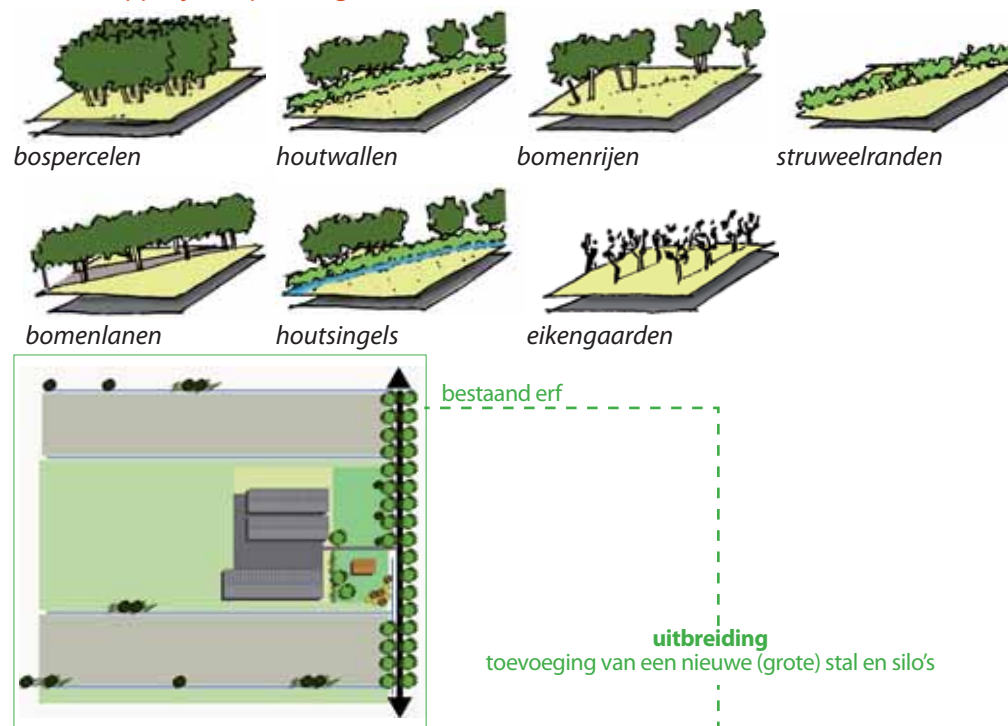 bospercelen
houtwallen
bomenrijen
struweelranden
bomenlanen
houtsingels
eikengaarden
bestaand erf
uitbreiding
toevoeging van een nieuwe (grote) stal en silo's